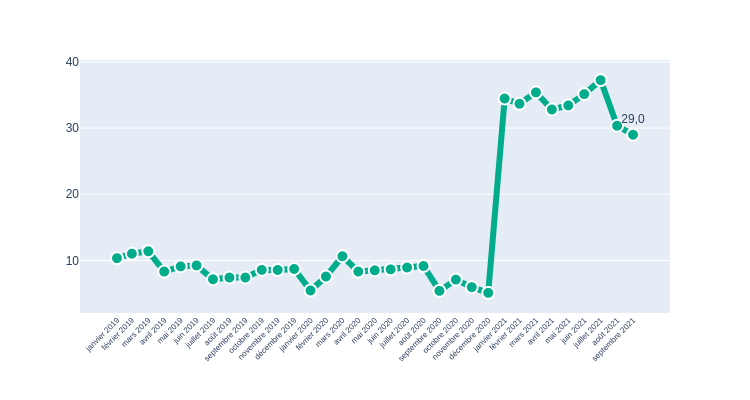 40
30
20
10
29,0
janvier 2019
février 2019
mars 2019
avril 2019
mai 2019
juin 2019
juillet 2019
août 2019
septembre 2019
octobre 2019
novembre 2019
décembre 2019
janvier 2020
février 2020
mars 2020
avril 2020
mai 2020
juin 2020
juillet 2020
août 2020
septembre 2020
octobre 2020
novembre 2020
décembre 2020
janvier 2021
février 2021
mars 2021
avril 2021
mai 2021
juin 2021
juillet 2021
août 2021
septembre 2021